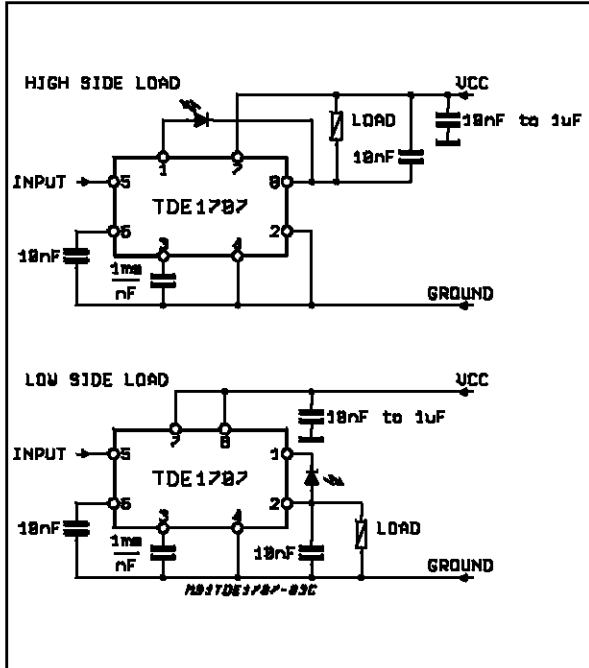 HIGH SIDE LOAD
VCC
LOAD
10nF to 1uF
10nF
1
7
INPUT
5
8
TDE1707
6
2
3
4
10nF
1ms
nF
GROUND
LOW SIDE LOAD
VCC
7
8
10nF to 1uF
INPUT
5
1
TDE1707
6
2
3
4
10nF
1ms
nF
10nF
LOAD
GROUND
M93TDE1707-03C